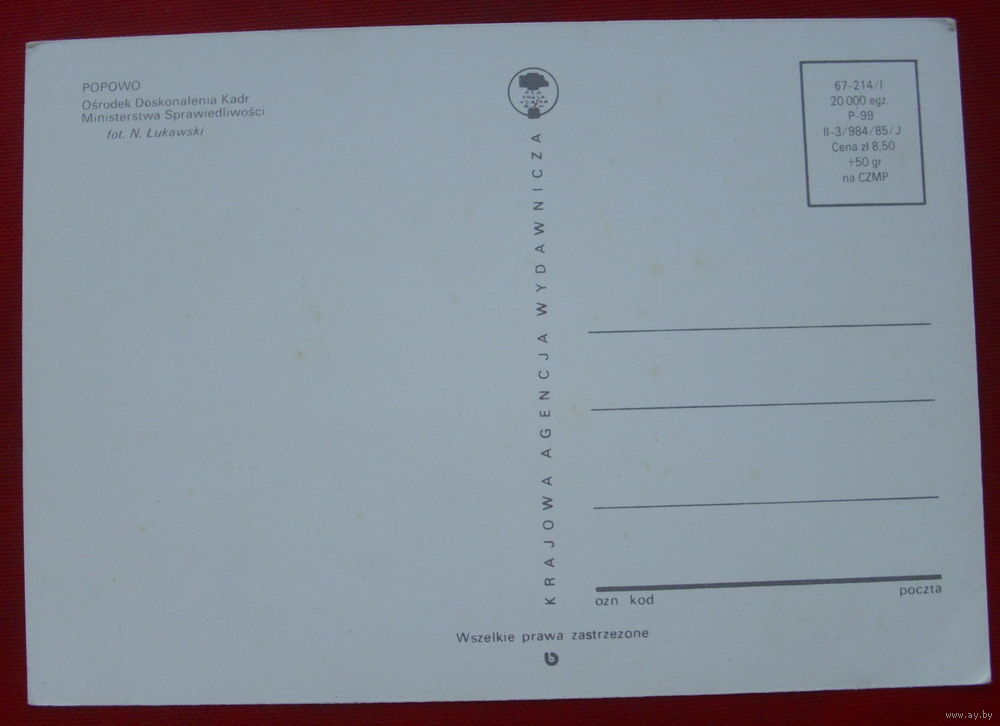 POPOWO
Ośrodek Doskonalenia Kadr
Ministerstwa Sprawiedliwości
fot. N. Łukawski
KRAJOWA AGENCJA WYDAWNICZA
67-214/I
20 000 egz.
P-99
II-3/984/85/J
Cena zł 8,50
+50 gr
na CZMP
ozn. kod
poczta
Wszelkie prawa zastrzeżone
www.ay.by